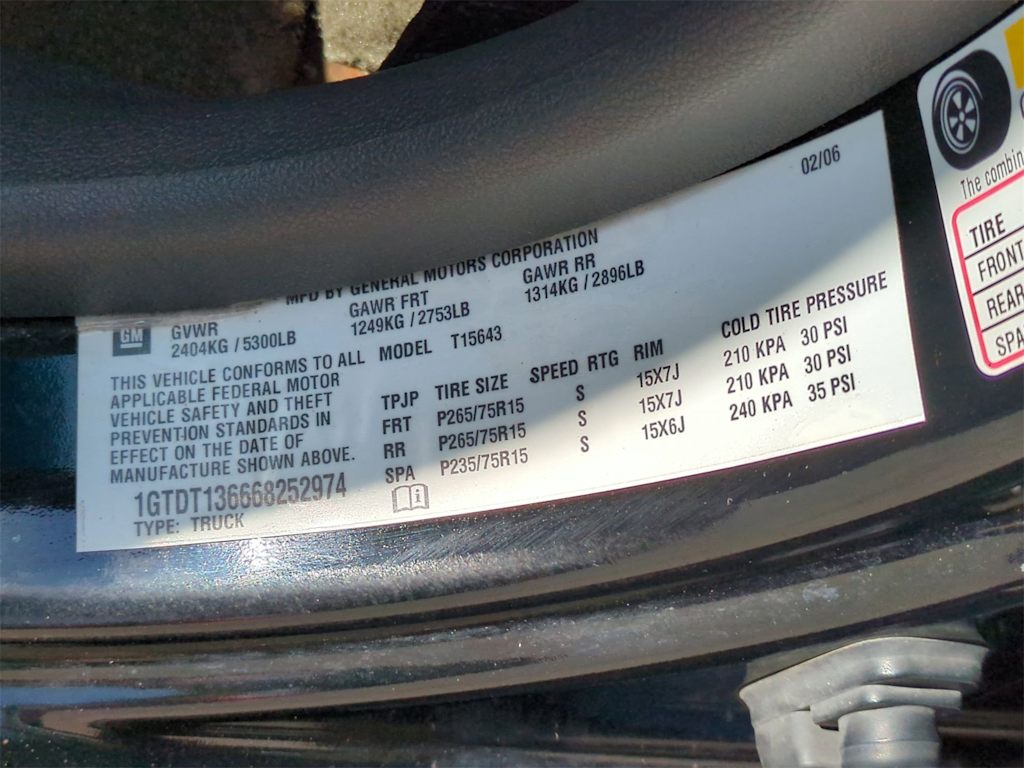 02/06
MFD BY GENERAL MOTORS CORPORATION
GM
GVWR GAWR FRT GAWR RR
2404KG / 5300LB 1249KG / 2753LB 1314KG / 2896LB
THIS VEHICLE CONFORMS TO ALL
APPLICABLE FEDERAL MOTOR
VEHICLE SAFETY AND THEFT
PREVENTION STANDARDS IN
EFFECT ON THE DATE OF
MANUFACTURE SHOWN ABOVE.
1GTDT136668252974
TYPE: TRUCK
MODEL T15643
TPJP TIRE SIZE SPEED RTG RIM COLD TIRE PRESSURE
FRT P265/75R15 S 15X7J 210 KPA 30 PSI
RR P265/75R15 S 15X7J 210 KPA 30 PSI
SPA P235/75R15 S 15X6J 240 KPA 35 PSI
The
TIRE
FRONT
REAR